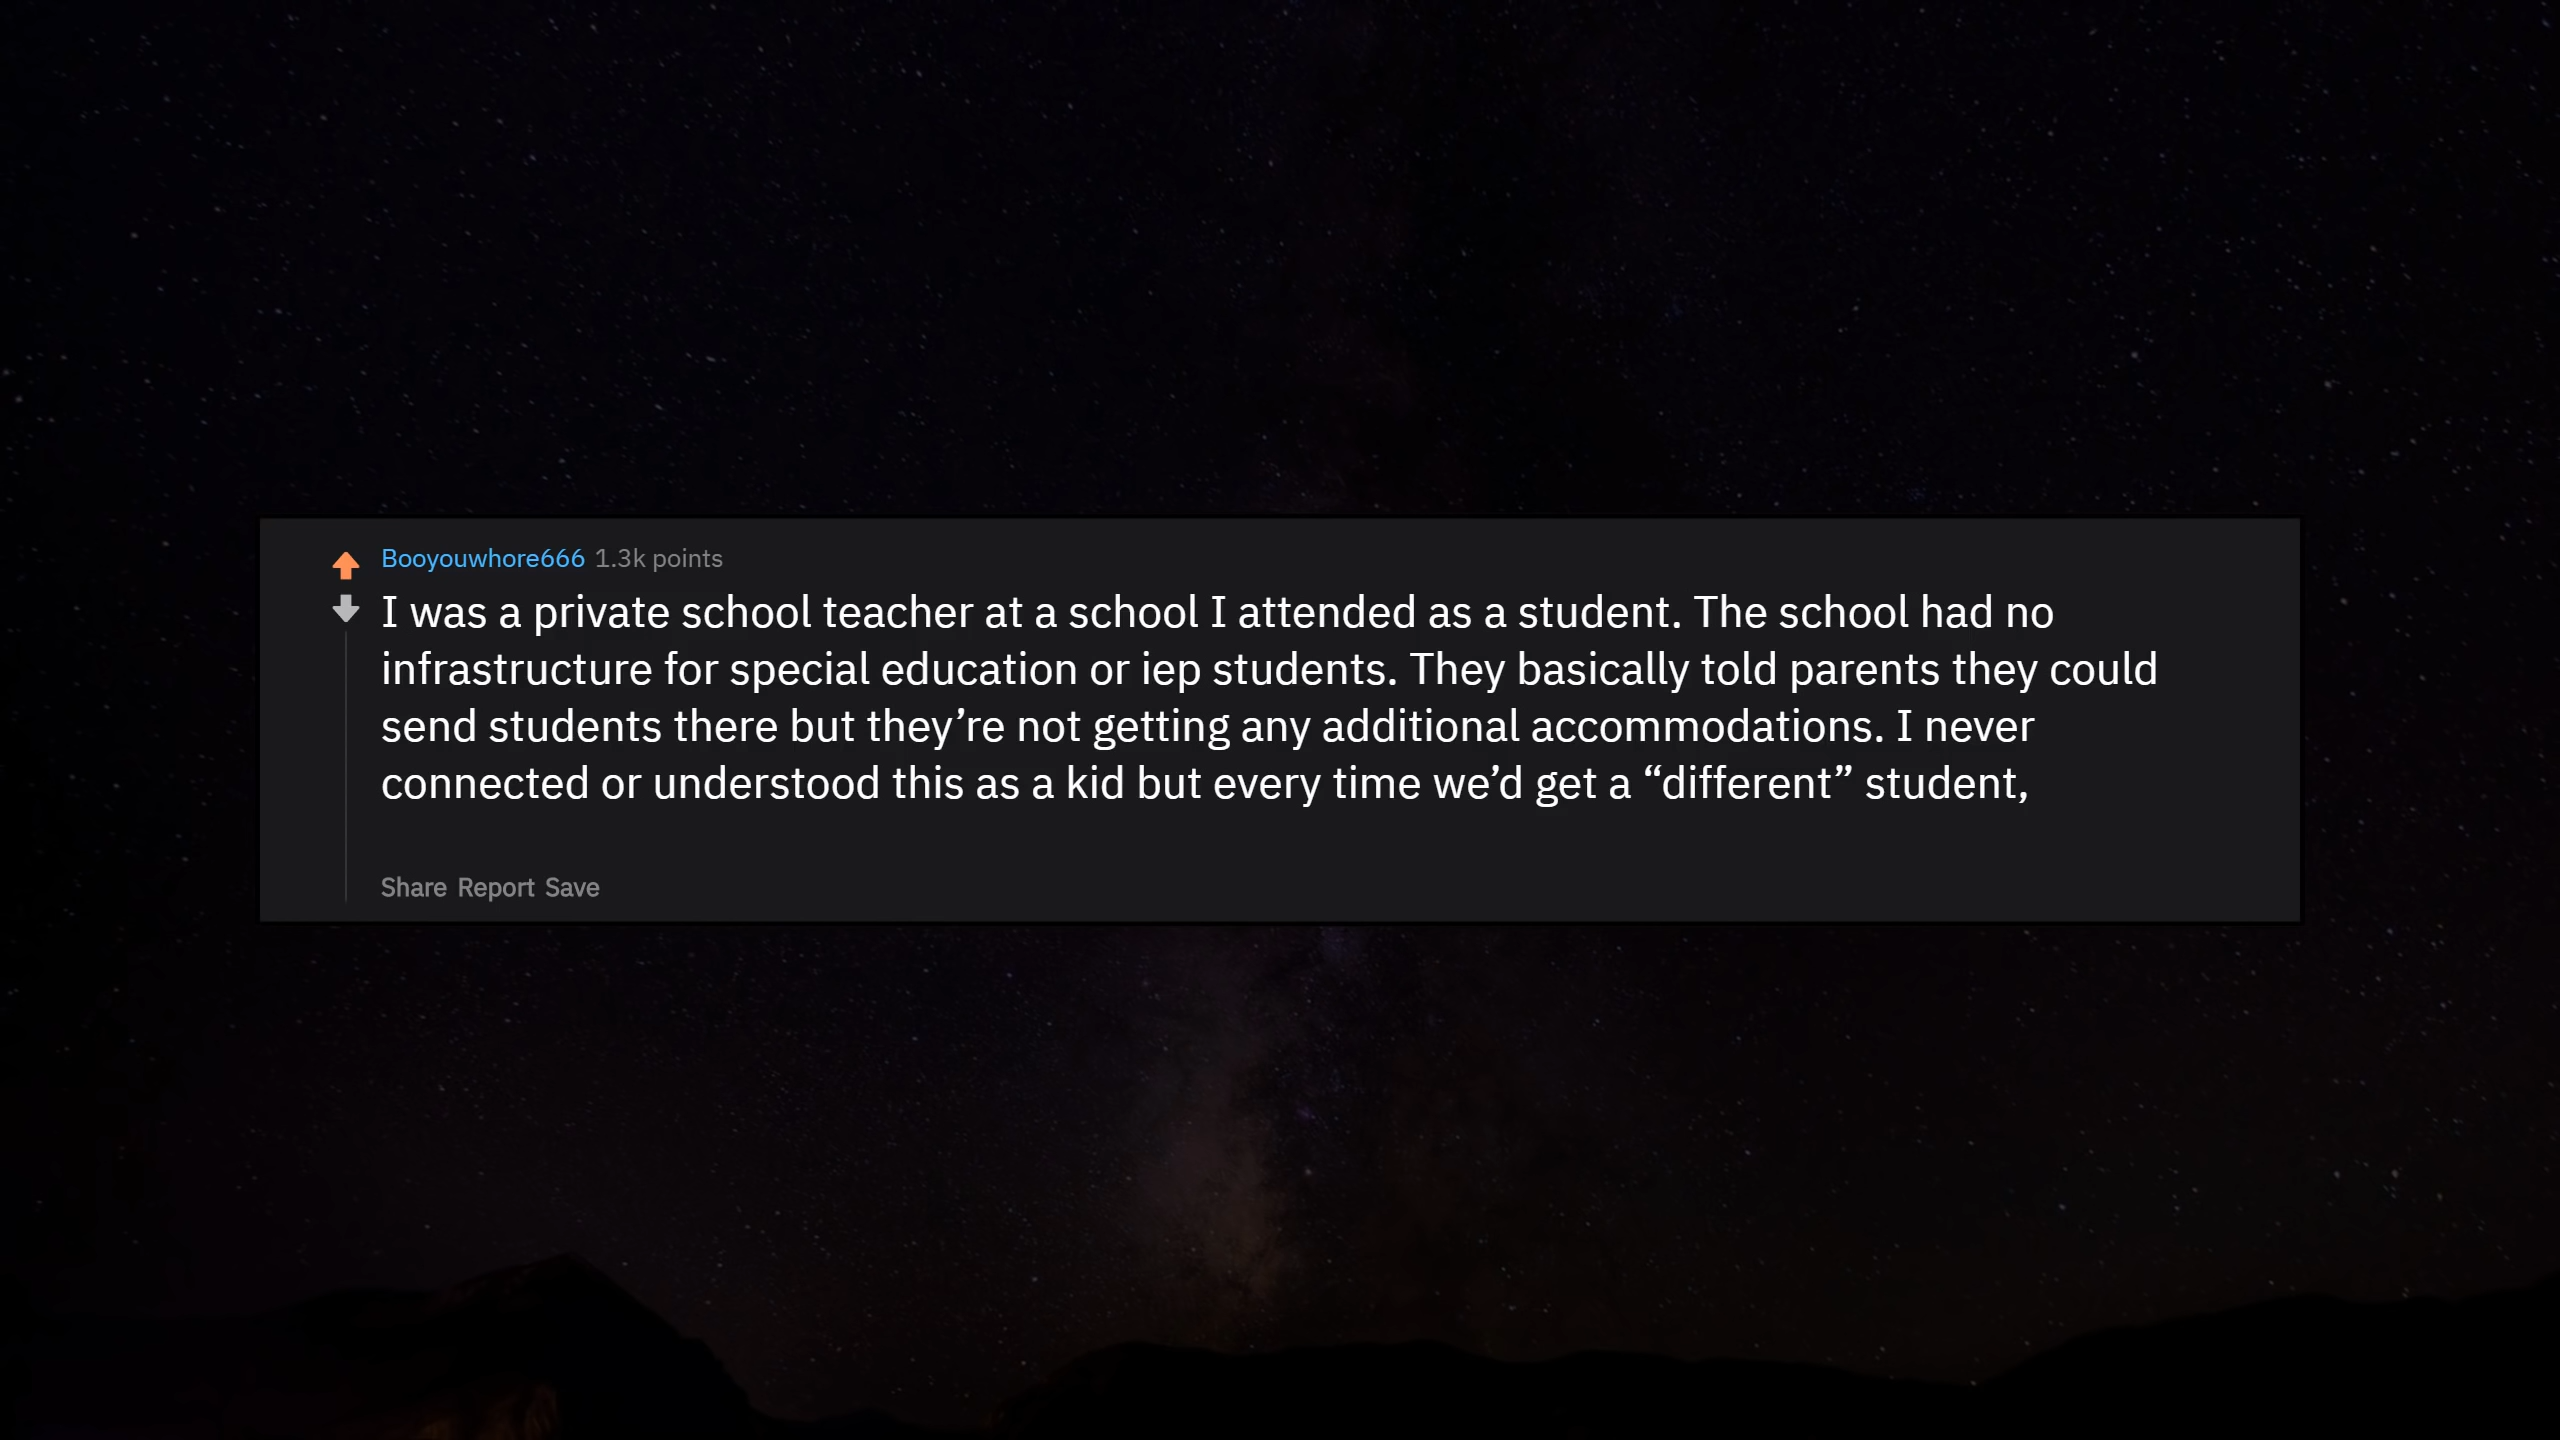 Booyouwhore666 1.3k points
I was a private school teacher at a school I attended as a student. The school had no
infrastructure for special education or iep students. They basically told parents they could
send students there but they’re not getting any additional accommodations. I never
connected or understood this as a kid but every time we’d get a “different” student,
Share Report Save